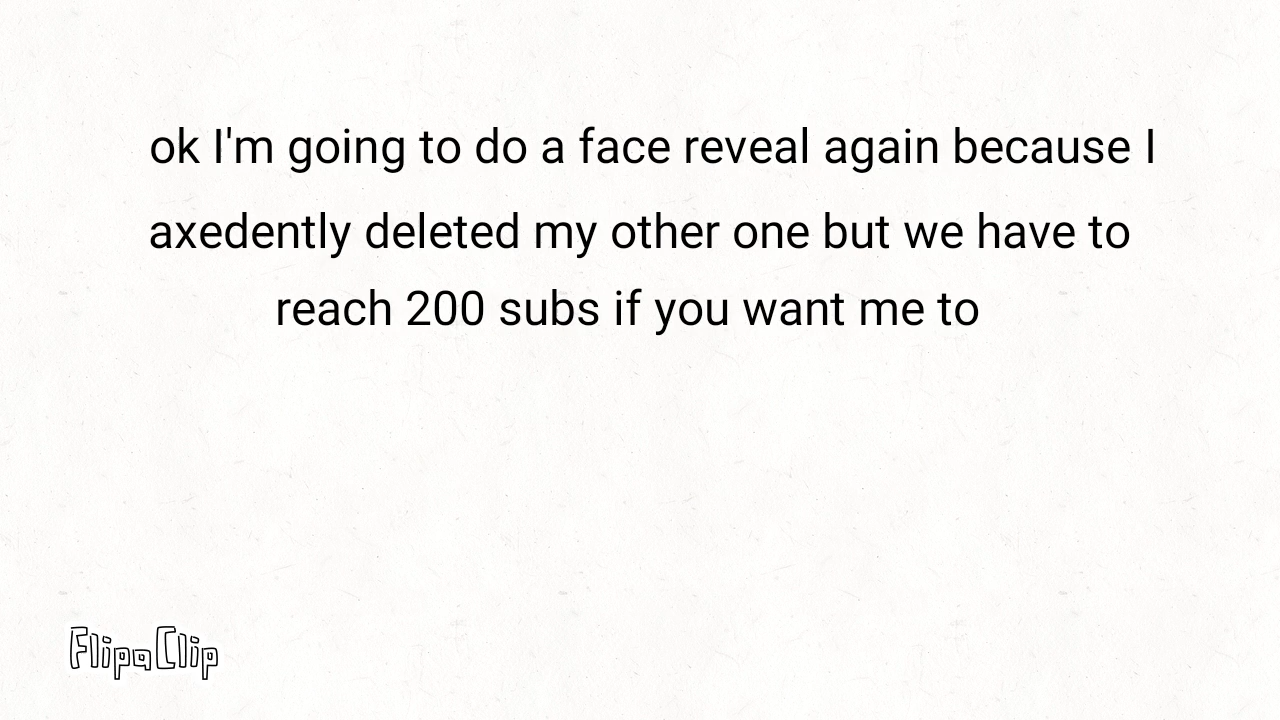 ok I'm going to do a face reveal again because I
axedently deleted my other one but we have to
reach 200 subs if you want me to
FlipaClip